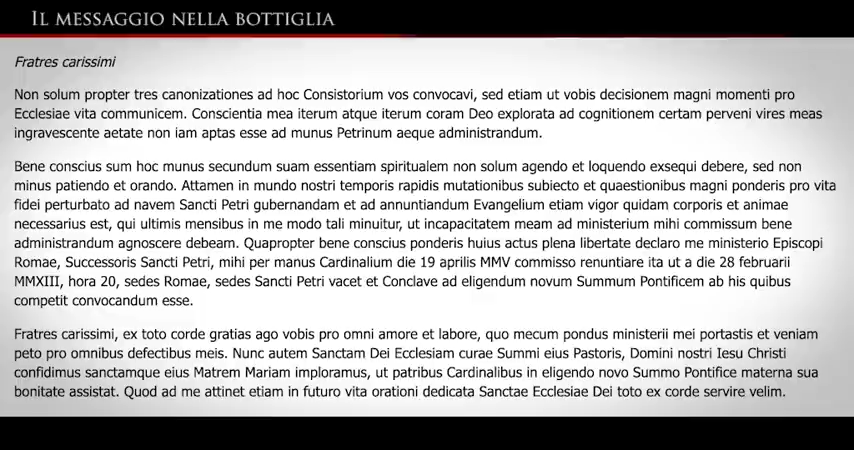 Il messaggio nella bottiglia
Fratres carissimi
Non solum propter tres canonizationes ad hoc Consistorium vos convocavi, sed etiam ut vobis decisionem magni momenti pro
Ecclesiae vita communicem. Conscientia mea iterum atque iterum coram Deo explorata ad cognitionem certam perveni vires meas
ingravescente aetate non iam aptas esse ad munus Petrinum aeque administrandum.
Bene conscius sum hoc munus secundum suam essentiam spiritualem non solum agendo et loquendo exsequi debere, sed non
minus patiendo et orando. Attamen in mundo nostri temporis rapidis mutationibus subiecto et quaestionibus magni ponderis pro vita
fidei perturbato ad navem Sancti Petri gubernandam et ad annuntiandum Evangelium etiam vigor quidam corporis et animae
necessarius est, qui ultimis mensibus in me modo tali minuitur, ut incapacitatem meam ad ministerium mihi commissum bene
administrandum agnoscere debeam. Quapropter bene conscius ponderis huius actus plena libertate declaro me ministerio Episcopi
Romae, Successoris Sancti Petri, mihi per manus Cardinalium die 19 aprilis MMV commisso renuntiare ita ut a die 28 februarii
MMXIII, hora 20, sedes Romae, sedes Sancti Petri vacet et Conclave ad eligendum novum Summum Pontificem ab his quibus
competit convocandum esse.
Fratres carissimi, ex toto corde gratias ago vobis pro omni amore et labore, quo mecum pondus ministerii mei portastis et veniam
peto pro omnibus defectibus meis. Nunc autem Sanctam Dei Ecclesiam curae Summi eius Pastoris, Domini nostri Iesu Christi
confidimus sanctamque eius Matrem Mariam imploramus, ut patribus Cardinalibus in eligendo novo Summo Pontifice materna sua
bonitate assistat. Quod ad me attinet etiam in futuro vita orationi dedicata Sanctae Ecclesiae Dei toto ex corde servire velim.